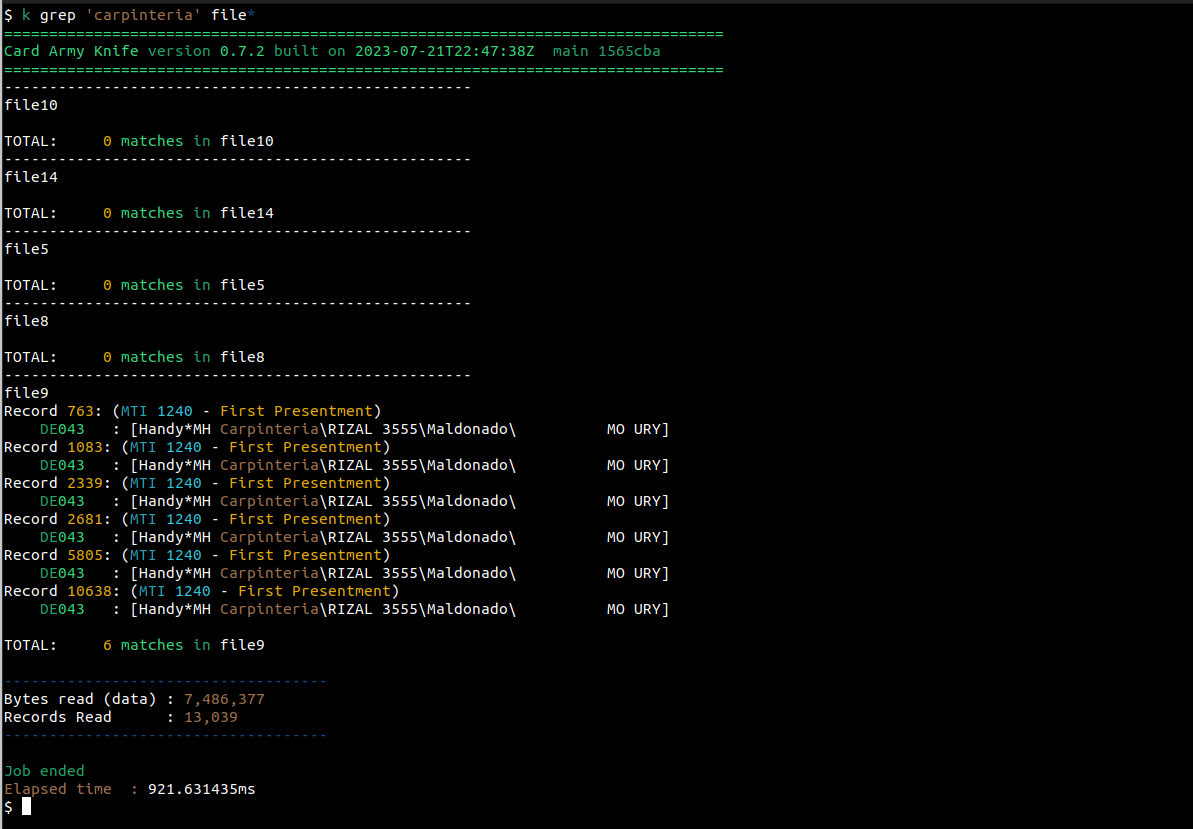 $ k grep 'carpinteria' file*
================================================================================
Card Army Knife version 0.7.2 built on 2023-07-21T22:47:38Z  main 1565cba
================================================================================
----------------------------------------------------
file10
TOTAL:     0 matches in file10
----------------------------------------------------
file14
TOTAL:     0 matches in file14
----------------------------------------------------
file5
TOTAL:     0 matches in file5
----------------------------------------------------
file8
TOTAL:     0 matches in file8
----------------------------------------------------
file9
Record 763: (MTI 1240 - First Presentment)
    DE043   : [Handy*MH Carpinteria\RIZAL 3555\Maldonado\          MO URY]
Record 1083: (MTI 1240 - First Presentment)
    DE043   : [Handy*MH Carpinteria\RIZAL 3555\Maldonado\          MO URY]
Record 2339: (MTI 1240 - First Presentment)
    DE043   : [Handy*MH Carpinteria\RIZAL 3555\Maldonado\          MO URY]
Record 2681: (MTI 1240 - First Presentment)
    DE043   : [Handy*MH Carpinteria\RIZAL 3555\Maldonado\          MO URY]
Record 5805: (MTI 1240 - First Presentment)
    DE043   : [Handy*MH Carpinteria\RIZAL 3555\Maldonado\          MO URY]
Record 10638: (MTI 1240 - First Presentment)
    DE043   : [Handy*MH Carpinteria\RIZAL 3555\Maldonado\          MO URY]
TOTAL:     6 matches in file9
------------------------------------
Bytes read (data) : 7,486,377
Records Read      : 13,039
------------------------------------
Job ended
Elapsed time  : 921.631435ms
$